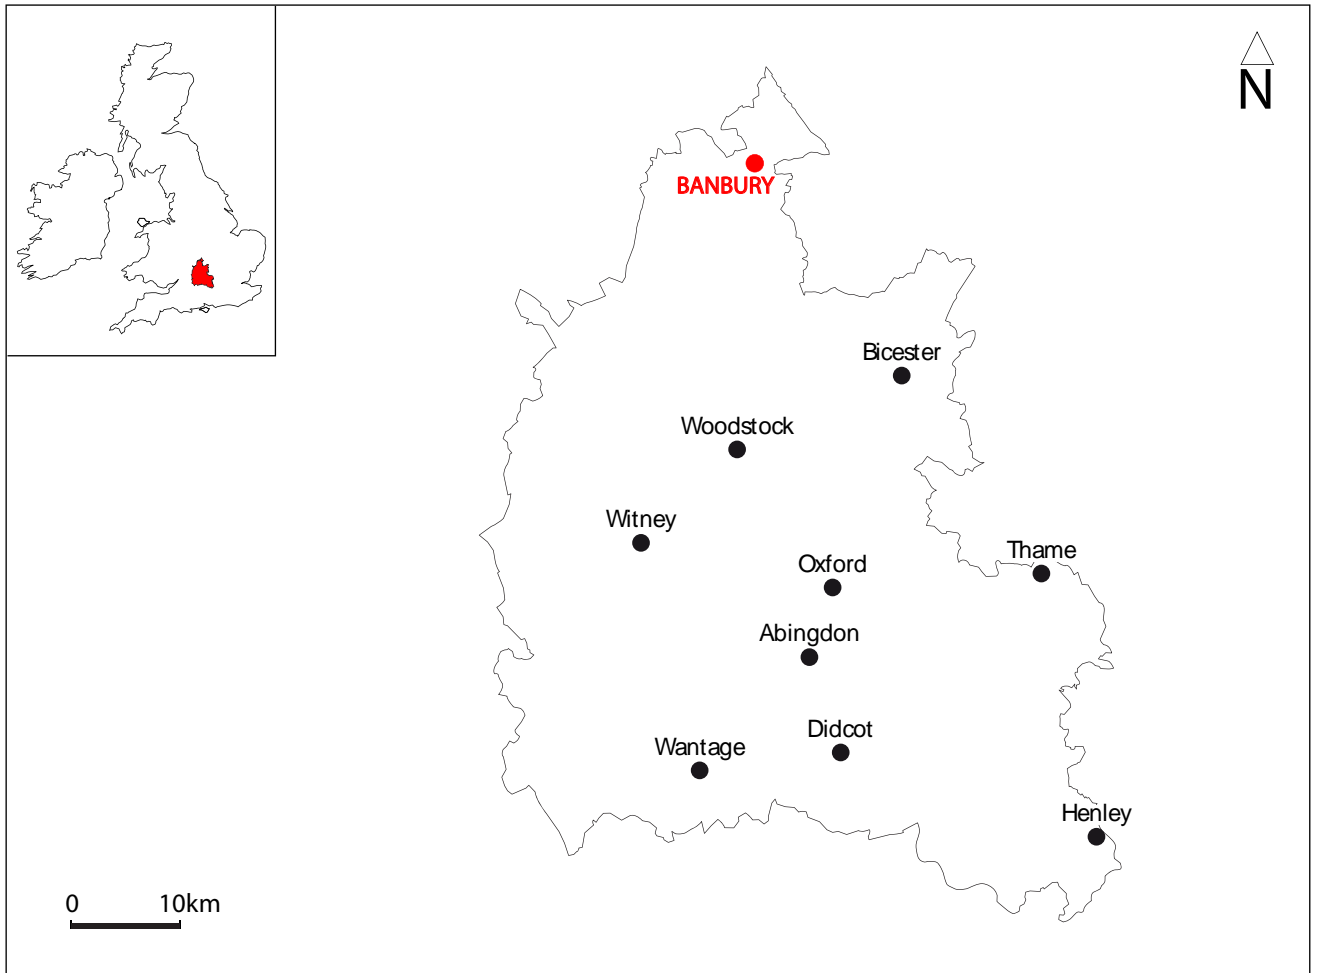 N
BANBURY
Bicester
Woodstock
Witney
Thame
Oxford
Abingdon
Didcot
Wantage
Henley
0 10km